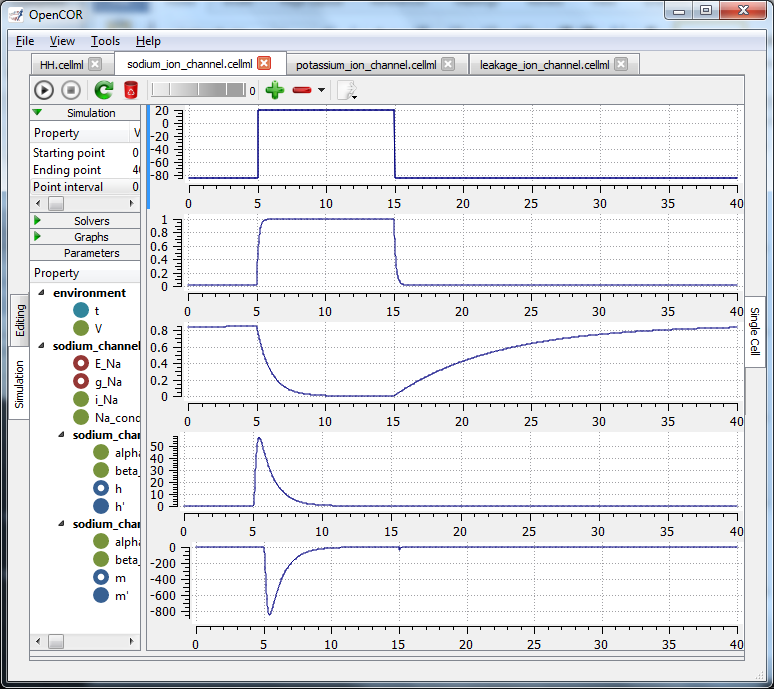 OpenCOR
File View Tools Help
HH.cellml sodium_ion_channel.cellml potassium_ion_channel.cellml leakage_ion_channel.cellml
0
Simulation
Property V
Starting point 0
Ending point 40
Point interval 0
Solvers
Graphs
Parameters
Property
environment
t
V
sodium_channel
E_Na
g_Na
i_Na
Na_cond
sodium_char
alpha
beta_
h
h'
sodium_char
alpha
beta_
m
m'
Editing
Simulation
Single Cell
20
0
-20
-40
-60
-80
0 5 10 15 20 25 30 35 40
1
0.8
0.6
0.4
0.2
0
0 5 10 15 20 25 30 35 40
0.8
0.6
0.4
0.2
0
0 5 10 15 20 25 30 35 40
50
40
30
20
10
0
0 5 10 15 20 25 30 35 40
0
-200
-400
-600
-800
0 5 10 15 20 25 30 35 40